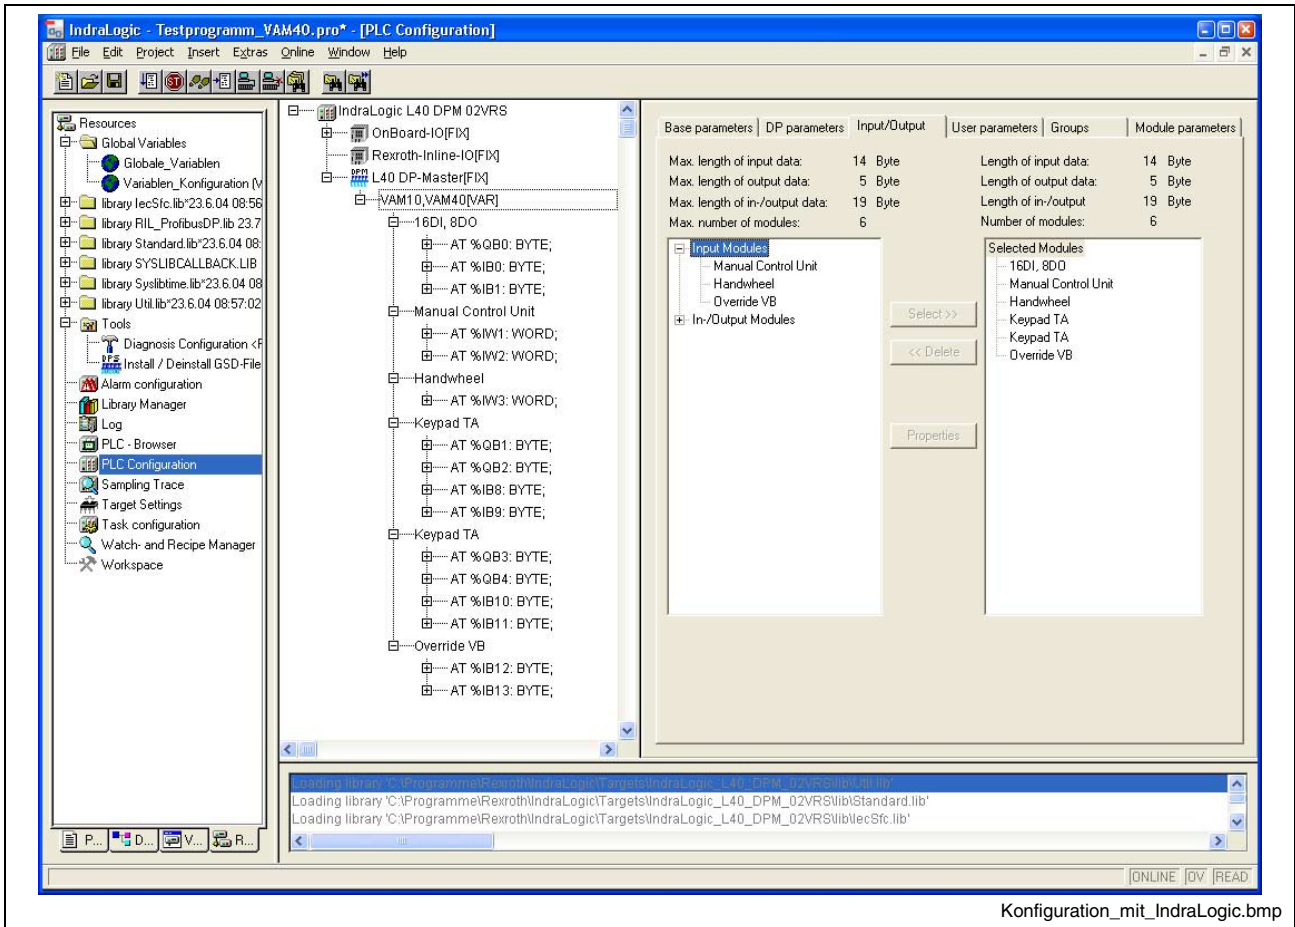 IndraLogic - Testprogramm_VAM40.pro* - [PLC Configuration]
File Edit Project Insert Extras Online Window Help
Resources
Global Variables
Globale_Variablen
Variablen_Konfiguration (V
library IecSfc.lib*23.6.04 08:56
library RIL_ProfibusDP.lib 23.7
library Standard.lib*23.6.04 08:
library SYSLIBCALLBACK.LIB
library Syslibtime.lib*23.6.04 08
library Util.lib*23.6.04 08:57:02
Tools
Diagnosis Configuration <F
Install / Deinstall GSD-File
Alarm configuration
Library Manager
Log
PLC - Browser
PLC Configuration
Sampling Trace
Target Settings
Task configuration
Watch- and Recipe Manager
Workspace
P... D... V... R...
IndraLogic L40 DPM 02VRS
OnBoard-IO[FIX]
Rexroth-Inline-IO[FIX]
L40 DP-Master[FIX]
VAM10,VAM40[VAR]
16DI, 8DO
AT %QB0: BYTE;
AT %IB0: BYTE;
AT %IB1: BYTE;
Manual Control Unit
AT %IW1: WORD;
AT %IW2: WORD;
Handwheel
AT %IW3: WORD;
Keypad TA
AT %QB1: BYTE;
AT %QB2: BYTE;
AT %IB8: BYTE;
AT %IB9: BYTE;
Keypad TA
AT %QB3: BYTE;
AT %QB4: BYTE;
AT %IB10: BYTE;
AT %IB11: BYTE;
Override VB
AT %IB12: BYTE;
AT %IB13: BYTE;
Base parameters DP parameters Input/Output User parameters Groups Module parameters
Max. length of input data: 14 Byte Length of input data: 14 Byte
Max. length of output data: 5 Byte Length of output data: 5 Byte
Max. length of in-/output data: 19 Byte Length of in-/output 19 Byte
Max. number of modules: 6 Number of modules: 6
Input Modules
Manual Control Unit
Handwheel
Override VB
In-/Output Modules
Select >>
<< Delete
Properties
Selected Modules
16DI, 8DO
Manual Control Unit
Handwheel
Keypad TA
Keypad TA
Override VB
Loading library 'C:\Programme\Rexroth\IndraLogic\Targets\IndraLogic_L40_DPM_02VRS\lib\Util.lib'
Loading library 'C:\Programme\Rexroth\IndraLogic\Targets\IndraLogic_L40_DPM_02VRS\lib\Standard.lib'
Loading library 'C:\Programme\Rexroth\IndraLogic\Targets\IndraLogic_L40_DPM_02VRS\lib\IecSfc.lib'
ONLINE OV READ
Konfiguration_mit_IndraLogic.bmp